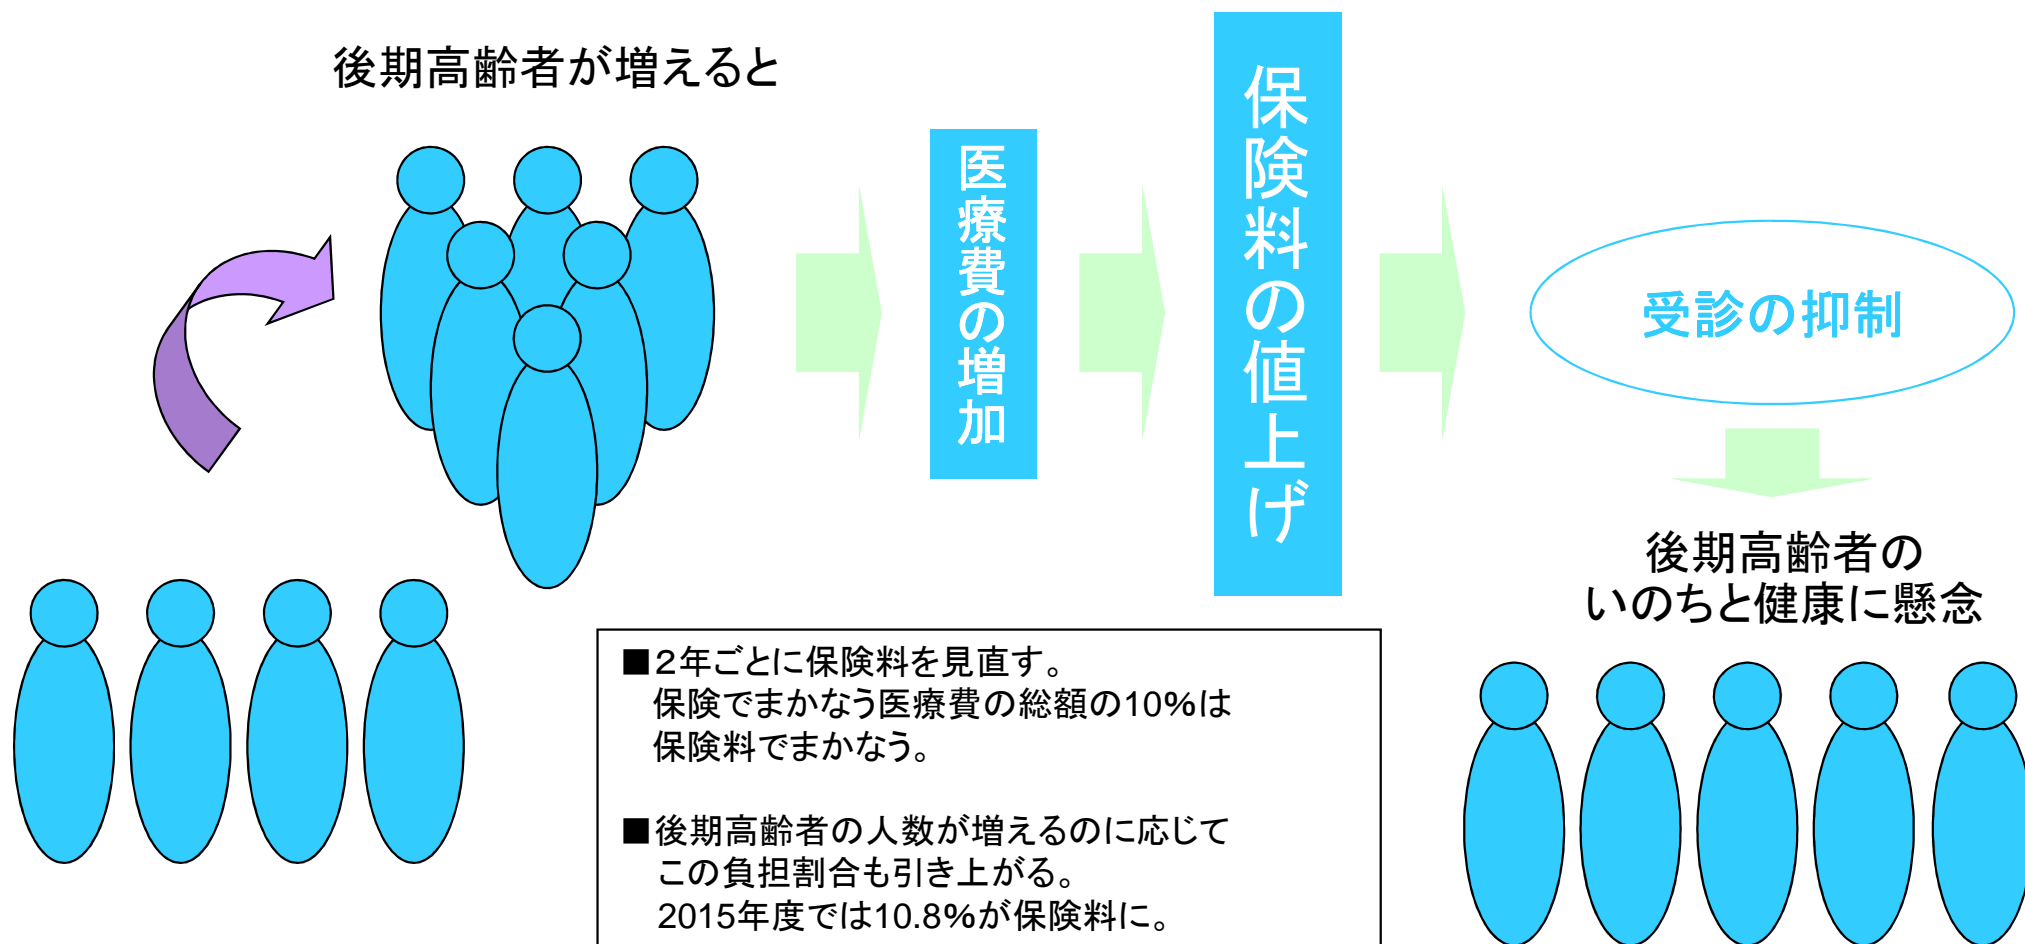 後期高齢者が増えると
医療費の増加
保険料の値上げ
受診の抑制
後期高齢者の
いのちと健康に懸念
■２年ごとに保険料を見直す。
保険でまかなう医療費の総額の10%は
保険料でまかなう。
■後期高齢者の人数が増えるのに応じて
この負担割合も引き上がる。
2015年度では10.8%が保険料に。